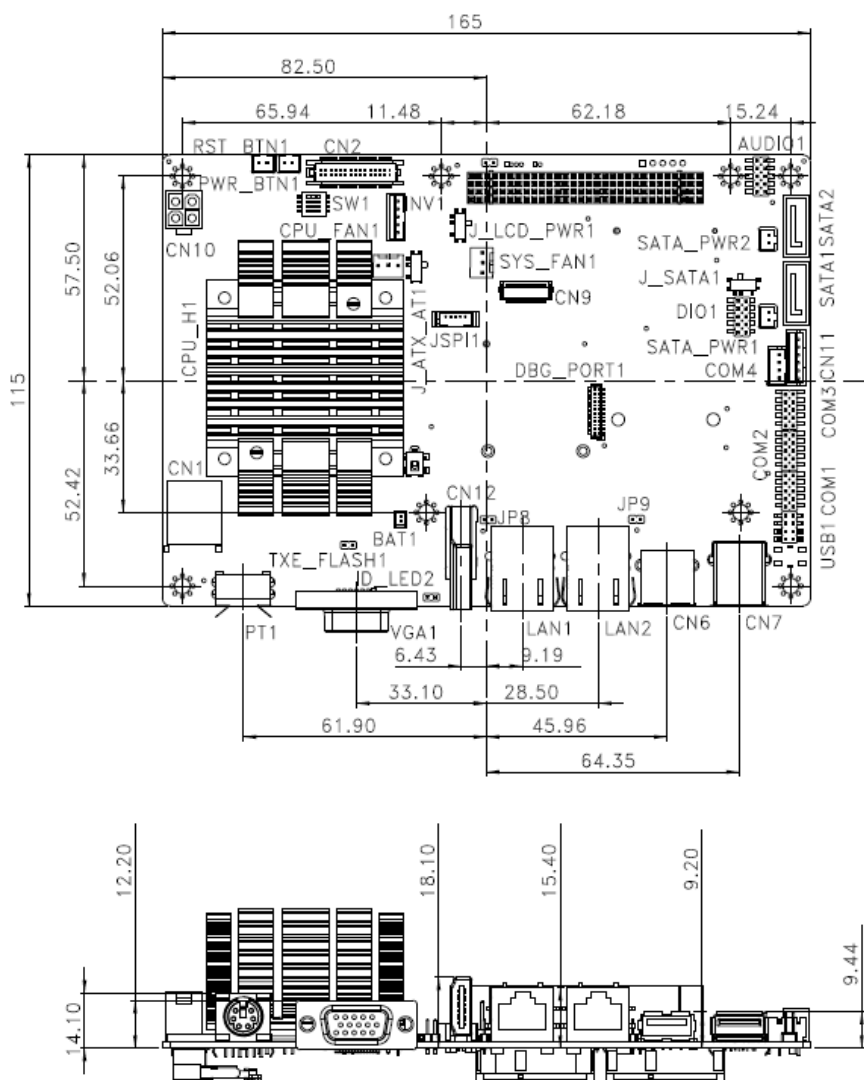 165
82.50
65.94 11.48 62.18 15.24
RST_BTN1 CN2 AUDIO1
PWR_BTN1
SW1 INV1
CN10 CPU_FAN1 J_LCD_PWR1 SATA_PWR2 SATA2
SYS_FAN1
J_SATA1 SATA1
CN9
DIO1
57.50
52.06
CPU_H1
J_ATX_AT1
JSPI1
SATA_PWR1
DBG_PORT1 COM4 CN11
115
COM3
33.66
52.42
COM2
CN1
CN12
COM1
JP8 JP9
BAT1
TXE_FLASH1
USB1
ID_LED2
PT1 VGA1 LAN1 LAN2 CN6 CN7
6.43 9.19
33.10 28.50
61.90 45.96
64.35
12.20
18.10
15.40
9.20
9.44
14.10